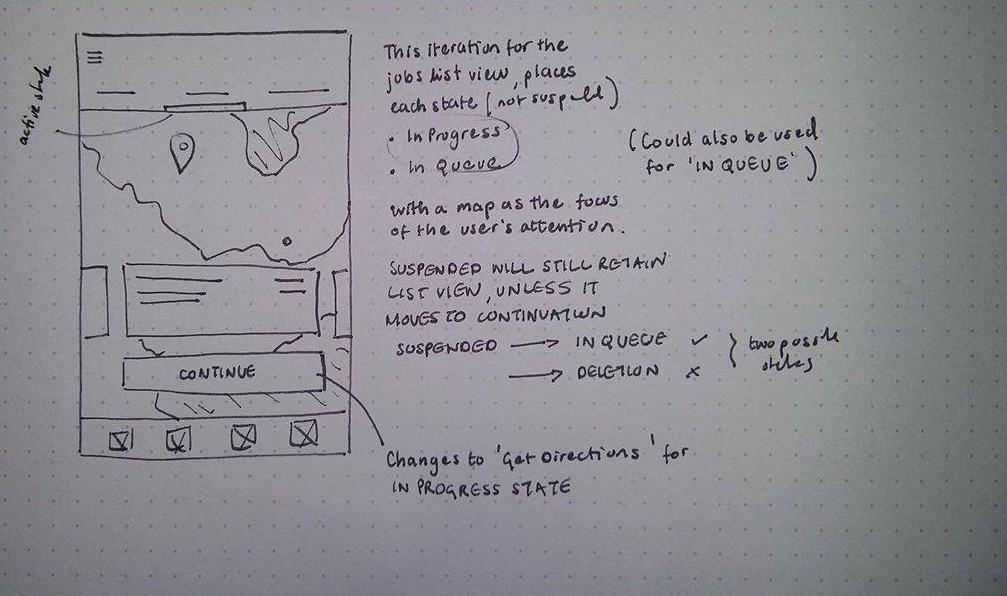 active state
This iteration for the
jobs list view, places
each state (not suspended)
• In Progress
• In Queue
(Could also be used
for 'IN QUEUE')
with a map as the focus
of the user's attention.
SUSPENDED WILL STILL RETAIN
LIST VIEW, UNLESS IT
MOVES TO CONTINUATION
SUSPENDED → IN QUEUE ✓
→ DELETION ×
} two possible
states
CONTINUE
Changes to 'Get Directions' for
IN PROGRESS STATE